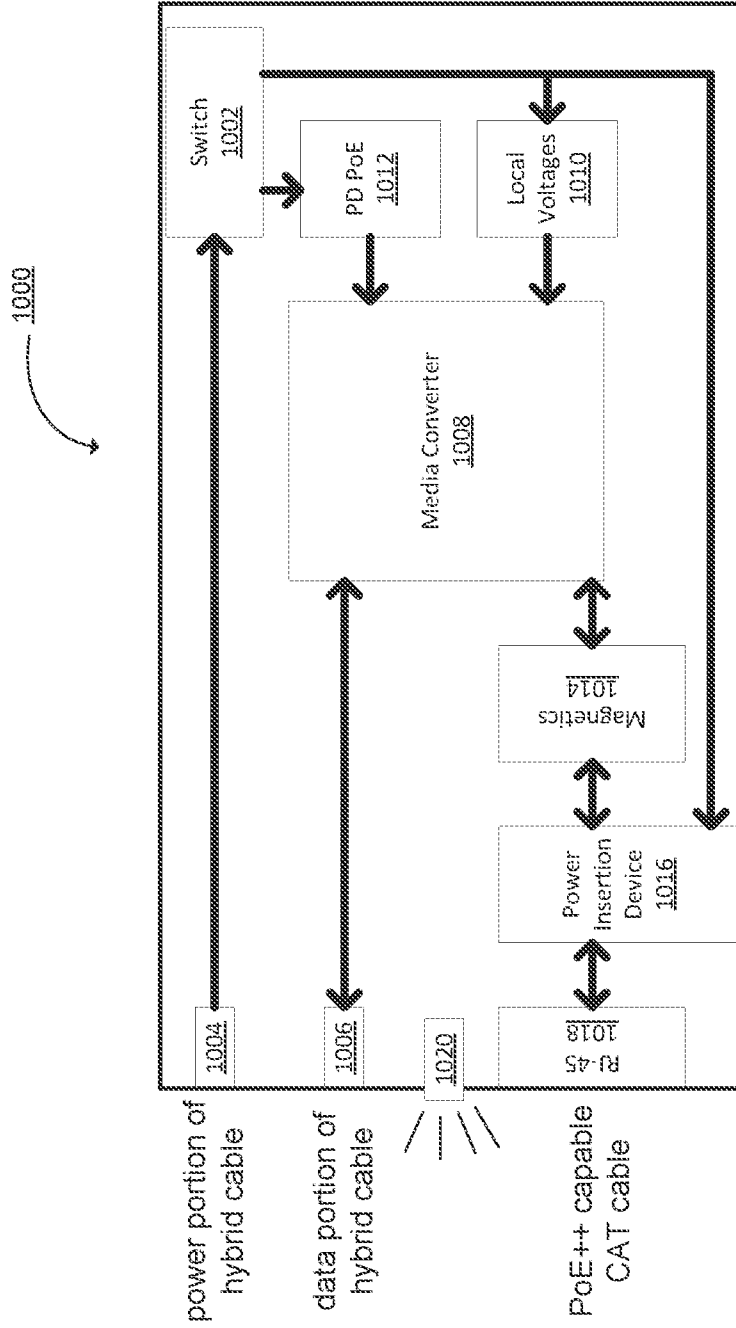 1000
power portion of
hybrid cable
1004
Switch
1002
data portion of
hybrid cable
1006
PD PoE
1012
Media Converter
1008
Local
Voltages
1010
1020
PoE++ capable
CAT cable
RJ-45
1018
Power
Insertion
Device
1016
Magnetics
1014